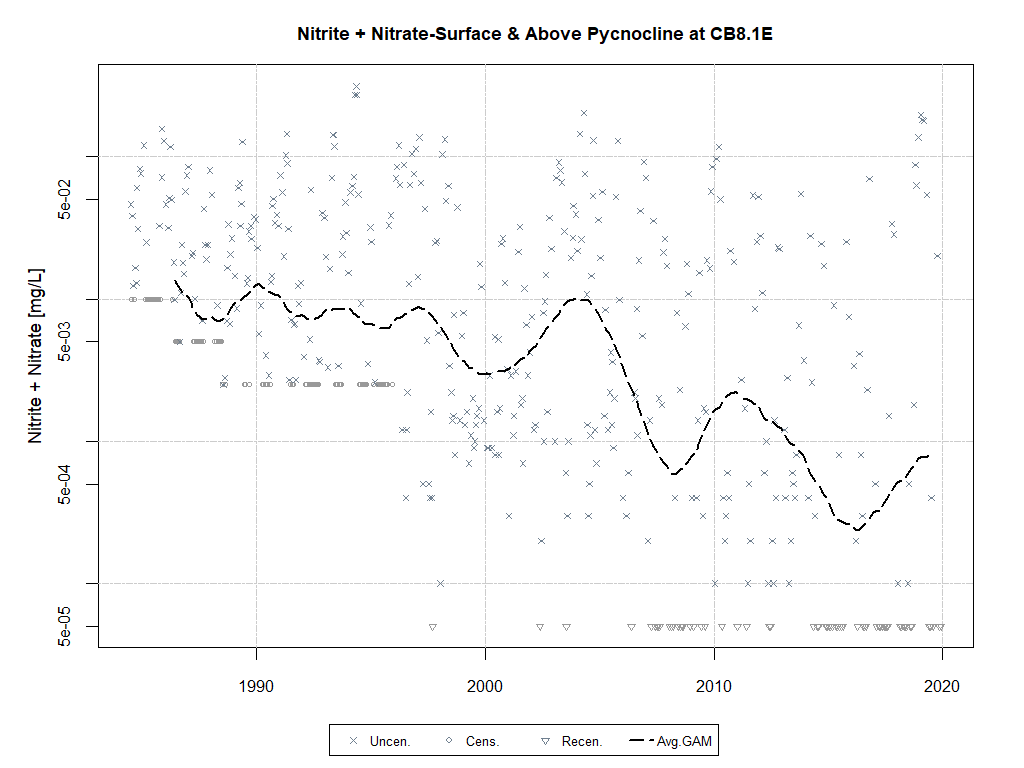 Nitrite + Nitrate-Surface & Above Pycnocline at CB8.1E
Nitrite + Nitrate [mg/L]
5e-02
5e-03
5e-04
5e-05
1990 2000 2010 2020
Uncen. Cens. Recen. Avg.GAM